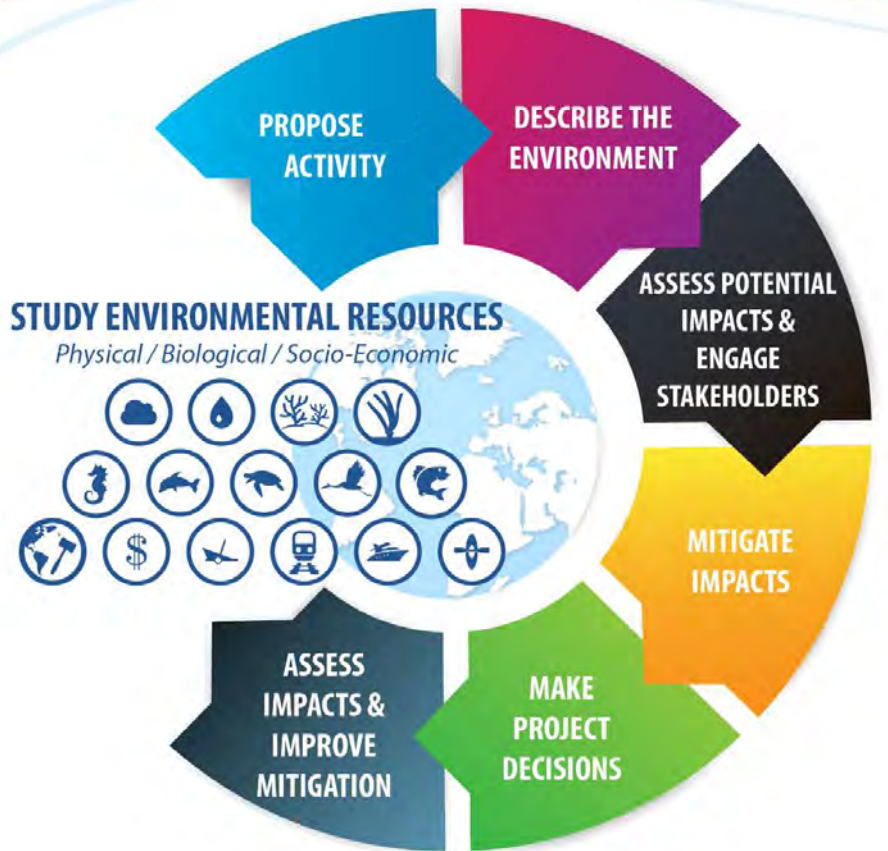 PROPOSE
ACTIVITY
DESCRIBE THE
ENVIRONMENT
ASSESS POTENTIAL
IMPACTS &
ENGAGE
STAKEHOLDERS
MITIGATE
IMPACTS
MAKE
PROJECT
DECISIONS
ASSESS
IMPACTS &
IMPROVE
MITIGATION
STUDY ENVIRONMENTAL RESOURCES
Physical / Biological / Socio-Economic
$